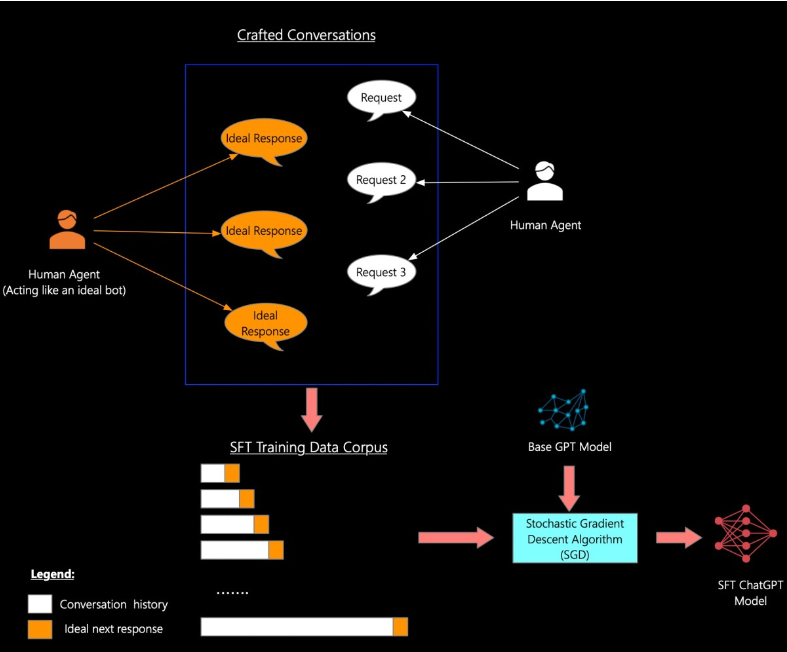 Crafted Conversations
Request
Ideal Response
Request 2
Human Agent
Ideal Response
Human Agent
(Acting like an ideal bot)
Request 3
Ideal
Response
SFT Training Data Corpus
Base GPT Model
Stochastic Gradient
Descent Algorithm
(SGD)
SFT ChatGPT
Model
Legend:
Conversation history
Ideal next response
.......